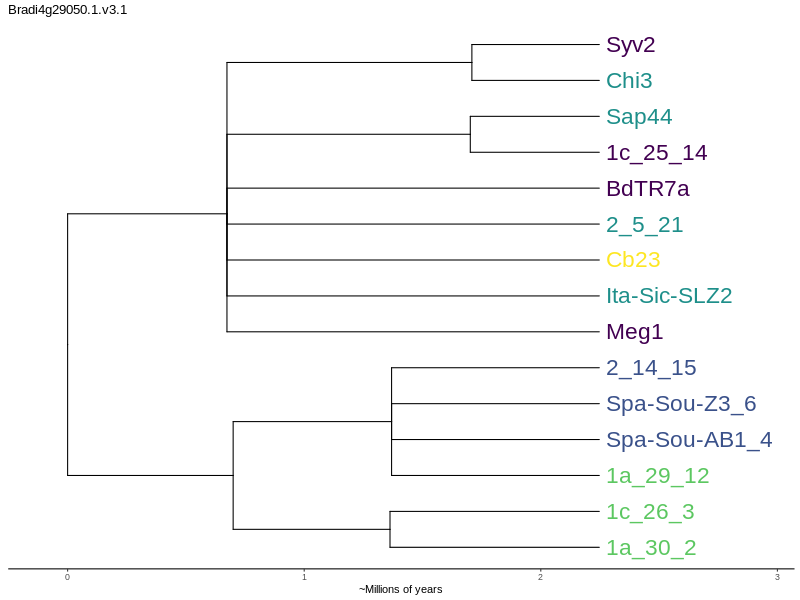 Bradi4g29050.1.v3.1
Syv2
Chi3
Sap44
1c_25_14
BdTR7a
2_5_21
Cb23
Ita-Sic-SLZ2
Meg1
2_14_15
Spa-Sou-Z3_6
Spa-Sou-AB1_4
1a_29_12
1c_26_3
1a_30_2
0 1 2 3
~Millions of years